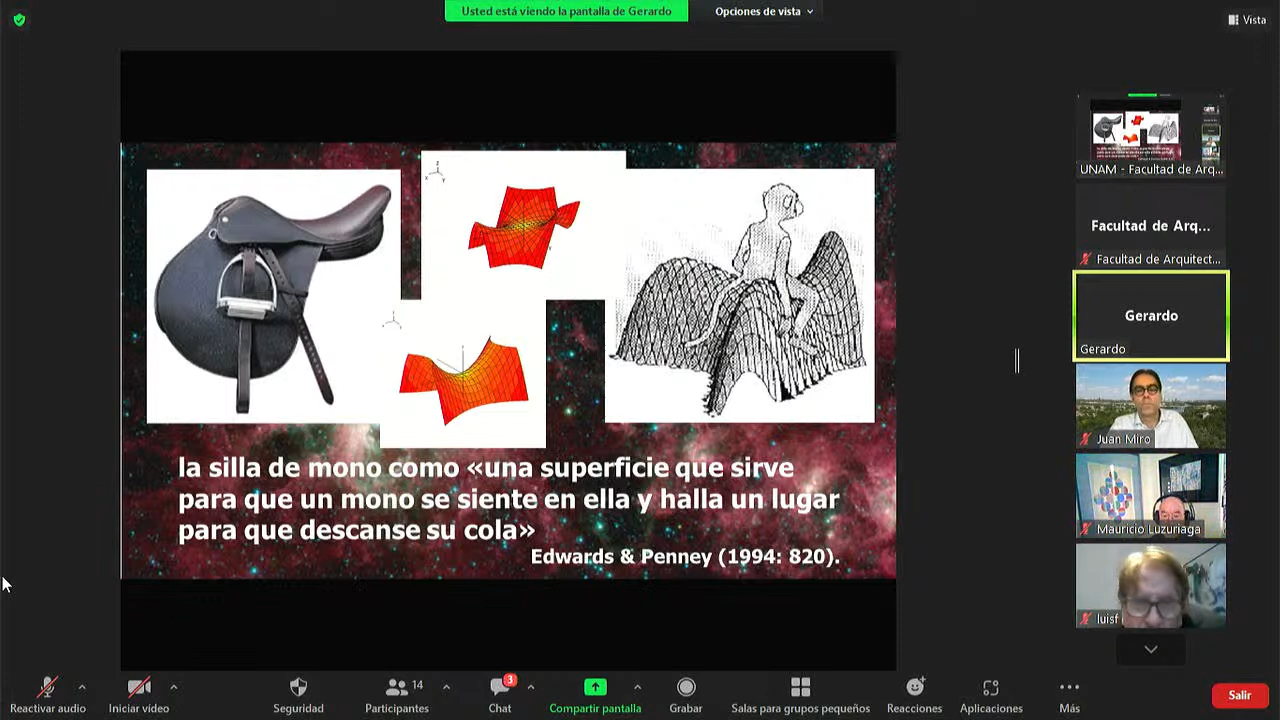 Usted está viendo la pantalla de Gerardo
Opciones de vista
Vista
la silla de mono como «una superficie que sirve
para que un mono se siente en ella y halla un lugar
para que descanse su cola»
Edwards & Penney (1994: 820).
UNAM - Facultad de Arq...
Facultad de Arq...
Facultad de Arquitect...
Gerardo
Gerardo
Juan Miro
Mauricio Luzuriaga
luisf
Reactivar audio
Iniciar video
Seguridad
14
Participantes
3
Chat
Compartir pantalla
Grabar
Salas para grupos pequeños
Reacciones
Aplicaciones
Más
Salir